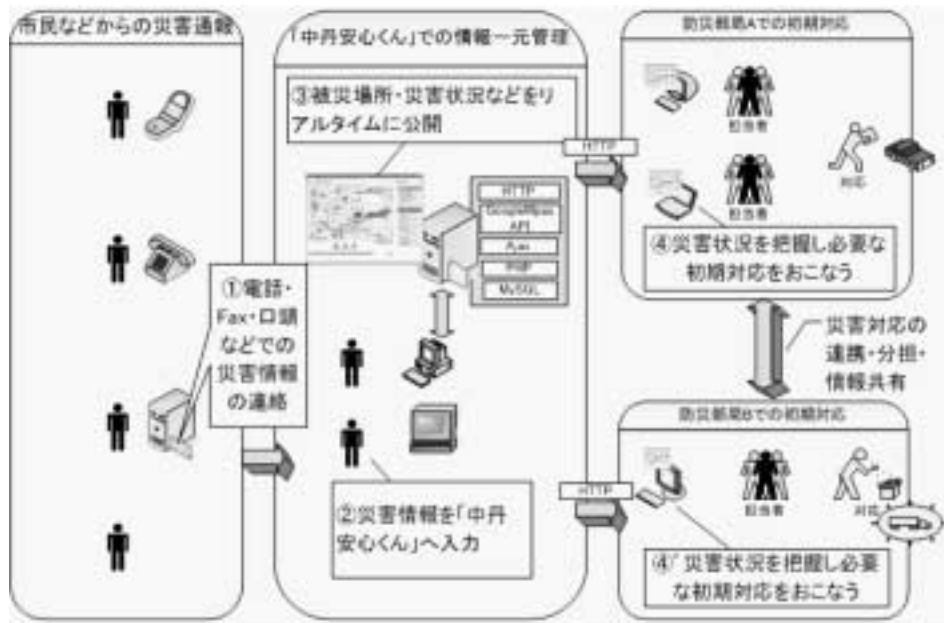 市民などからの災害通報
①電話・
Fax・口頭
などでの
災害情報
の連絡
「中丹安心くん」での情報一元管理
③被災場所・災害状況などをリ
アルタイムに公開
HTTP
GoogleMpas
API
Ajax
PHP
MySQL
②災害情報を「中丹
安心くん」へ入力
HTTP
HTTP
防災部局Aでの初期対応
担当者
担当者
対応
④災害状況を把握し必要な
初期対応をおこなう
災害対応の
連携・分担・
情報共有
防災部局Bでの初期対応
担当者
対応
④' 災害状況を把握し必要
な初期対応をおこなう